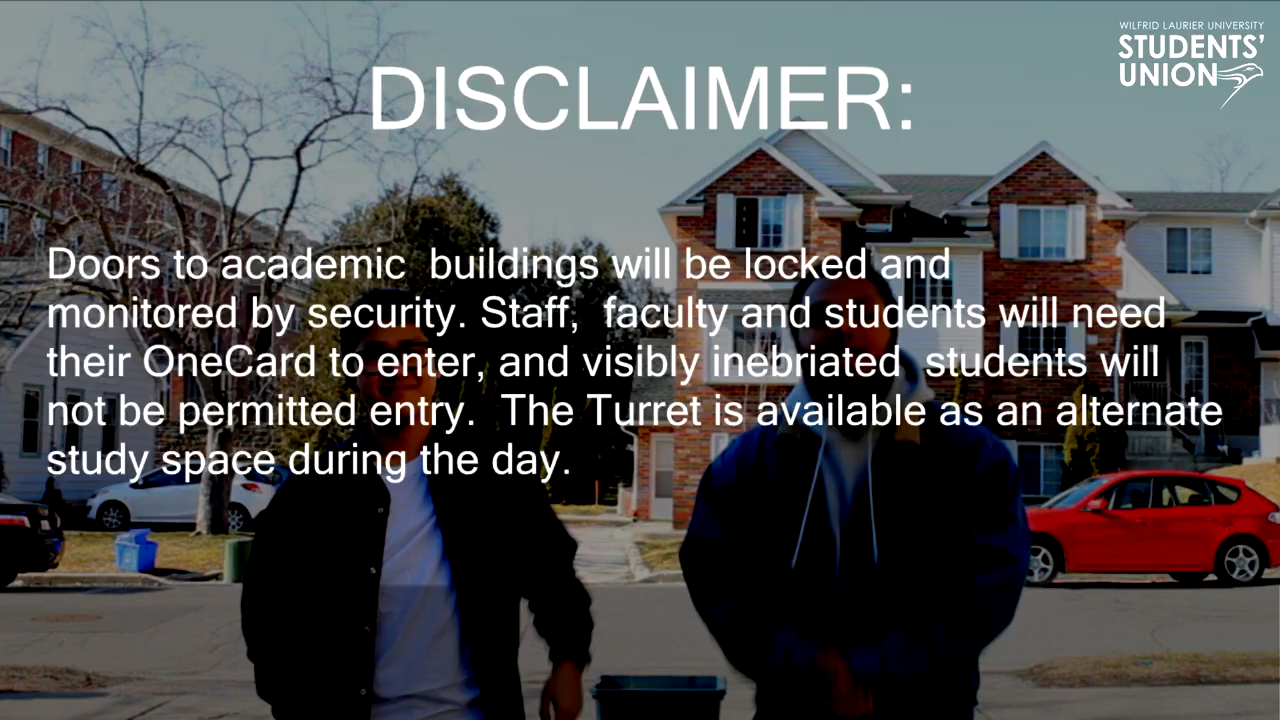 WILFRID LAURIER UNIVERSITY
STUDENTS'
UNION
DISCLAIMER:
Doors to academic  buildings will be locked and
monitored by security. Staff,  faculty and students will need
their OneCard to enter, and visibly inebriated  students will
not be permitted entry.  The Turret is available as an alternate
study space during the day.